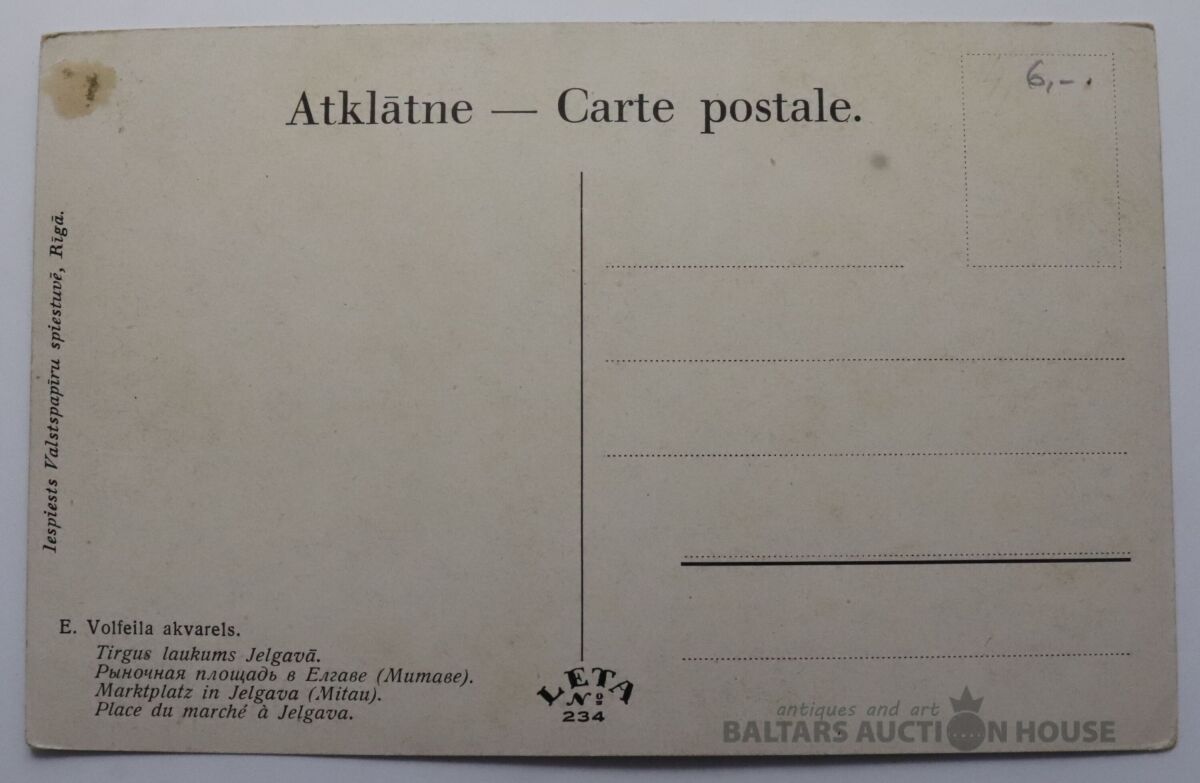 Atklātne — Carte postale.
6,-.
Iespiests Valstspapīru spiestuvē, Rīgā.
E. Volfeila akvarels.
Tirgus laukums Jelgavā.
Рыночная площадь в Елгаве (Митаве).
Marktplatz in Jelgava (Mitau).
Place du marché à Jelgava.
LETA
№
234
antiques and art
BALTARS AUCTION HOUSE